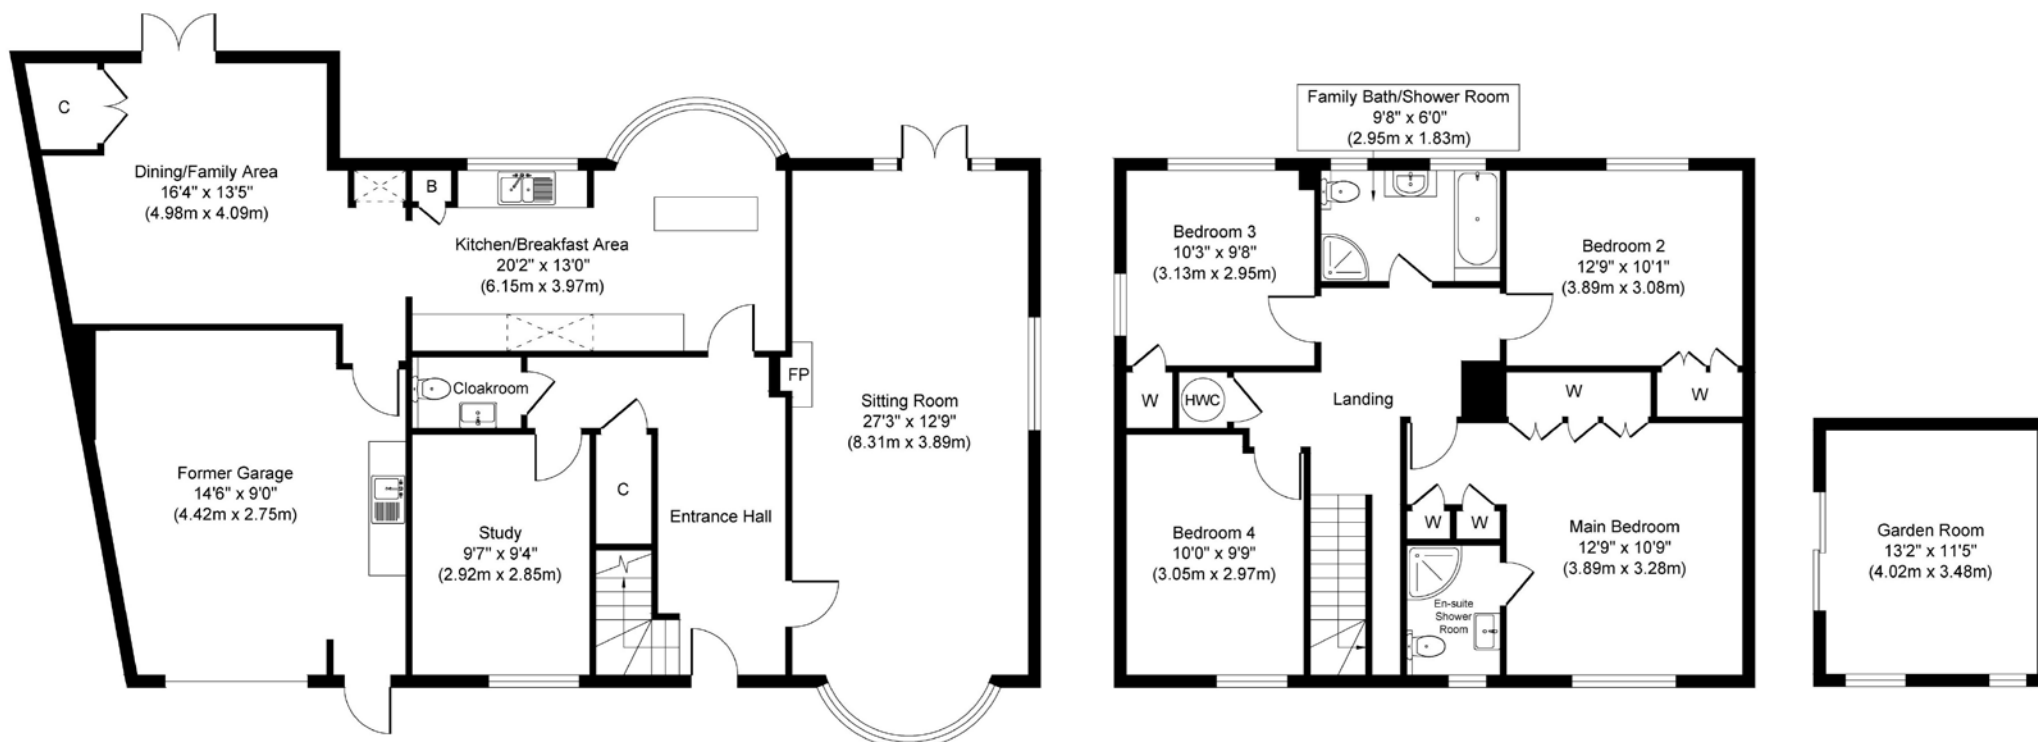 C
Dining/Family Area
16'4" x 13'5"
(4.98m x 4.09m)
B
Kitchen/Breakfast Area
20'2" x 13'0"
(6.15m x 3.97m)
Cloakroom
FP
Sitting Room
27'3" x 12'9"
(8.31m x 3.89m)
Former Garage
14'6" x 9'0"
(4.42m x 2.75m)
Study
9'7" x 9'4"
(2.92m x 2.85m)
C
Entrance Hall
Family Bath/Shower Room
9'8" x 6'0"
(2.95m x 1.83m)
Bedroom 3
10'3" x 9'8"
(3.13m x 2.95m)
Bedroom 2
12'9" x 10'1"
(3.89m x 3.08m)
W
HWC
Landing
W
W
Bedroom 4
10'0" x 9'9"
(3.05m x 2.97m)
W
W
Main Bedroom
12'9" x 10'9"
(3.89m x 3.28m)
En-suite
Shower
Room
Garden Room
13'2" x 11'5"
(4.02m x 3.48m)